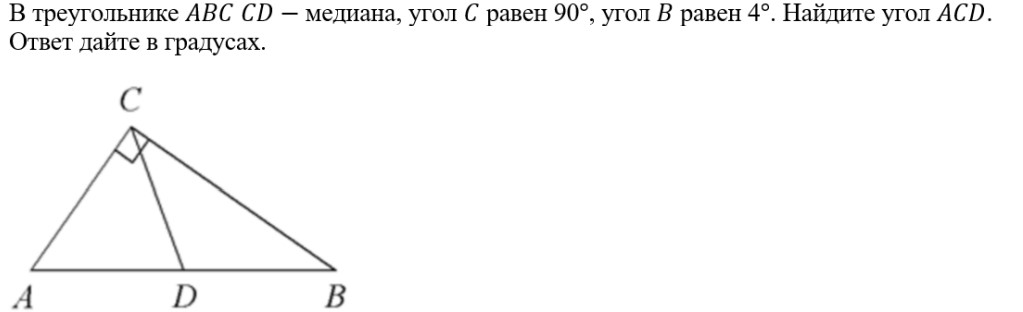 В треугольнике ABC CD − медиана, угол C равен 90°, угол B равен 4°. Найдите угол ACD.
Ответ дайте в градусах.
C
A D B